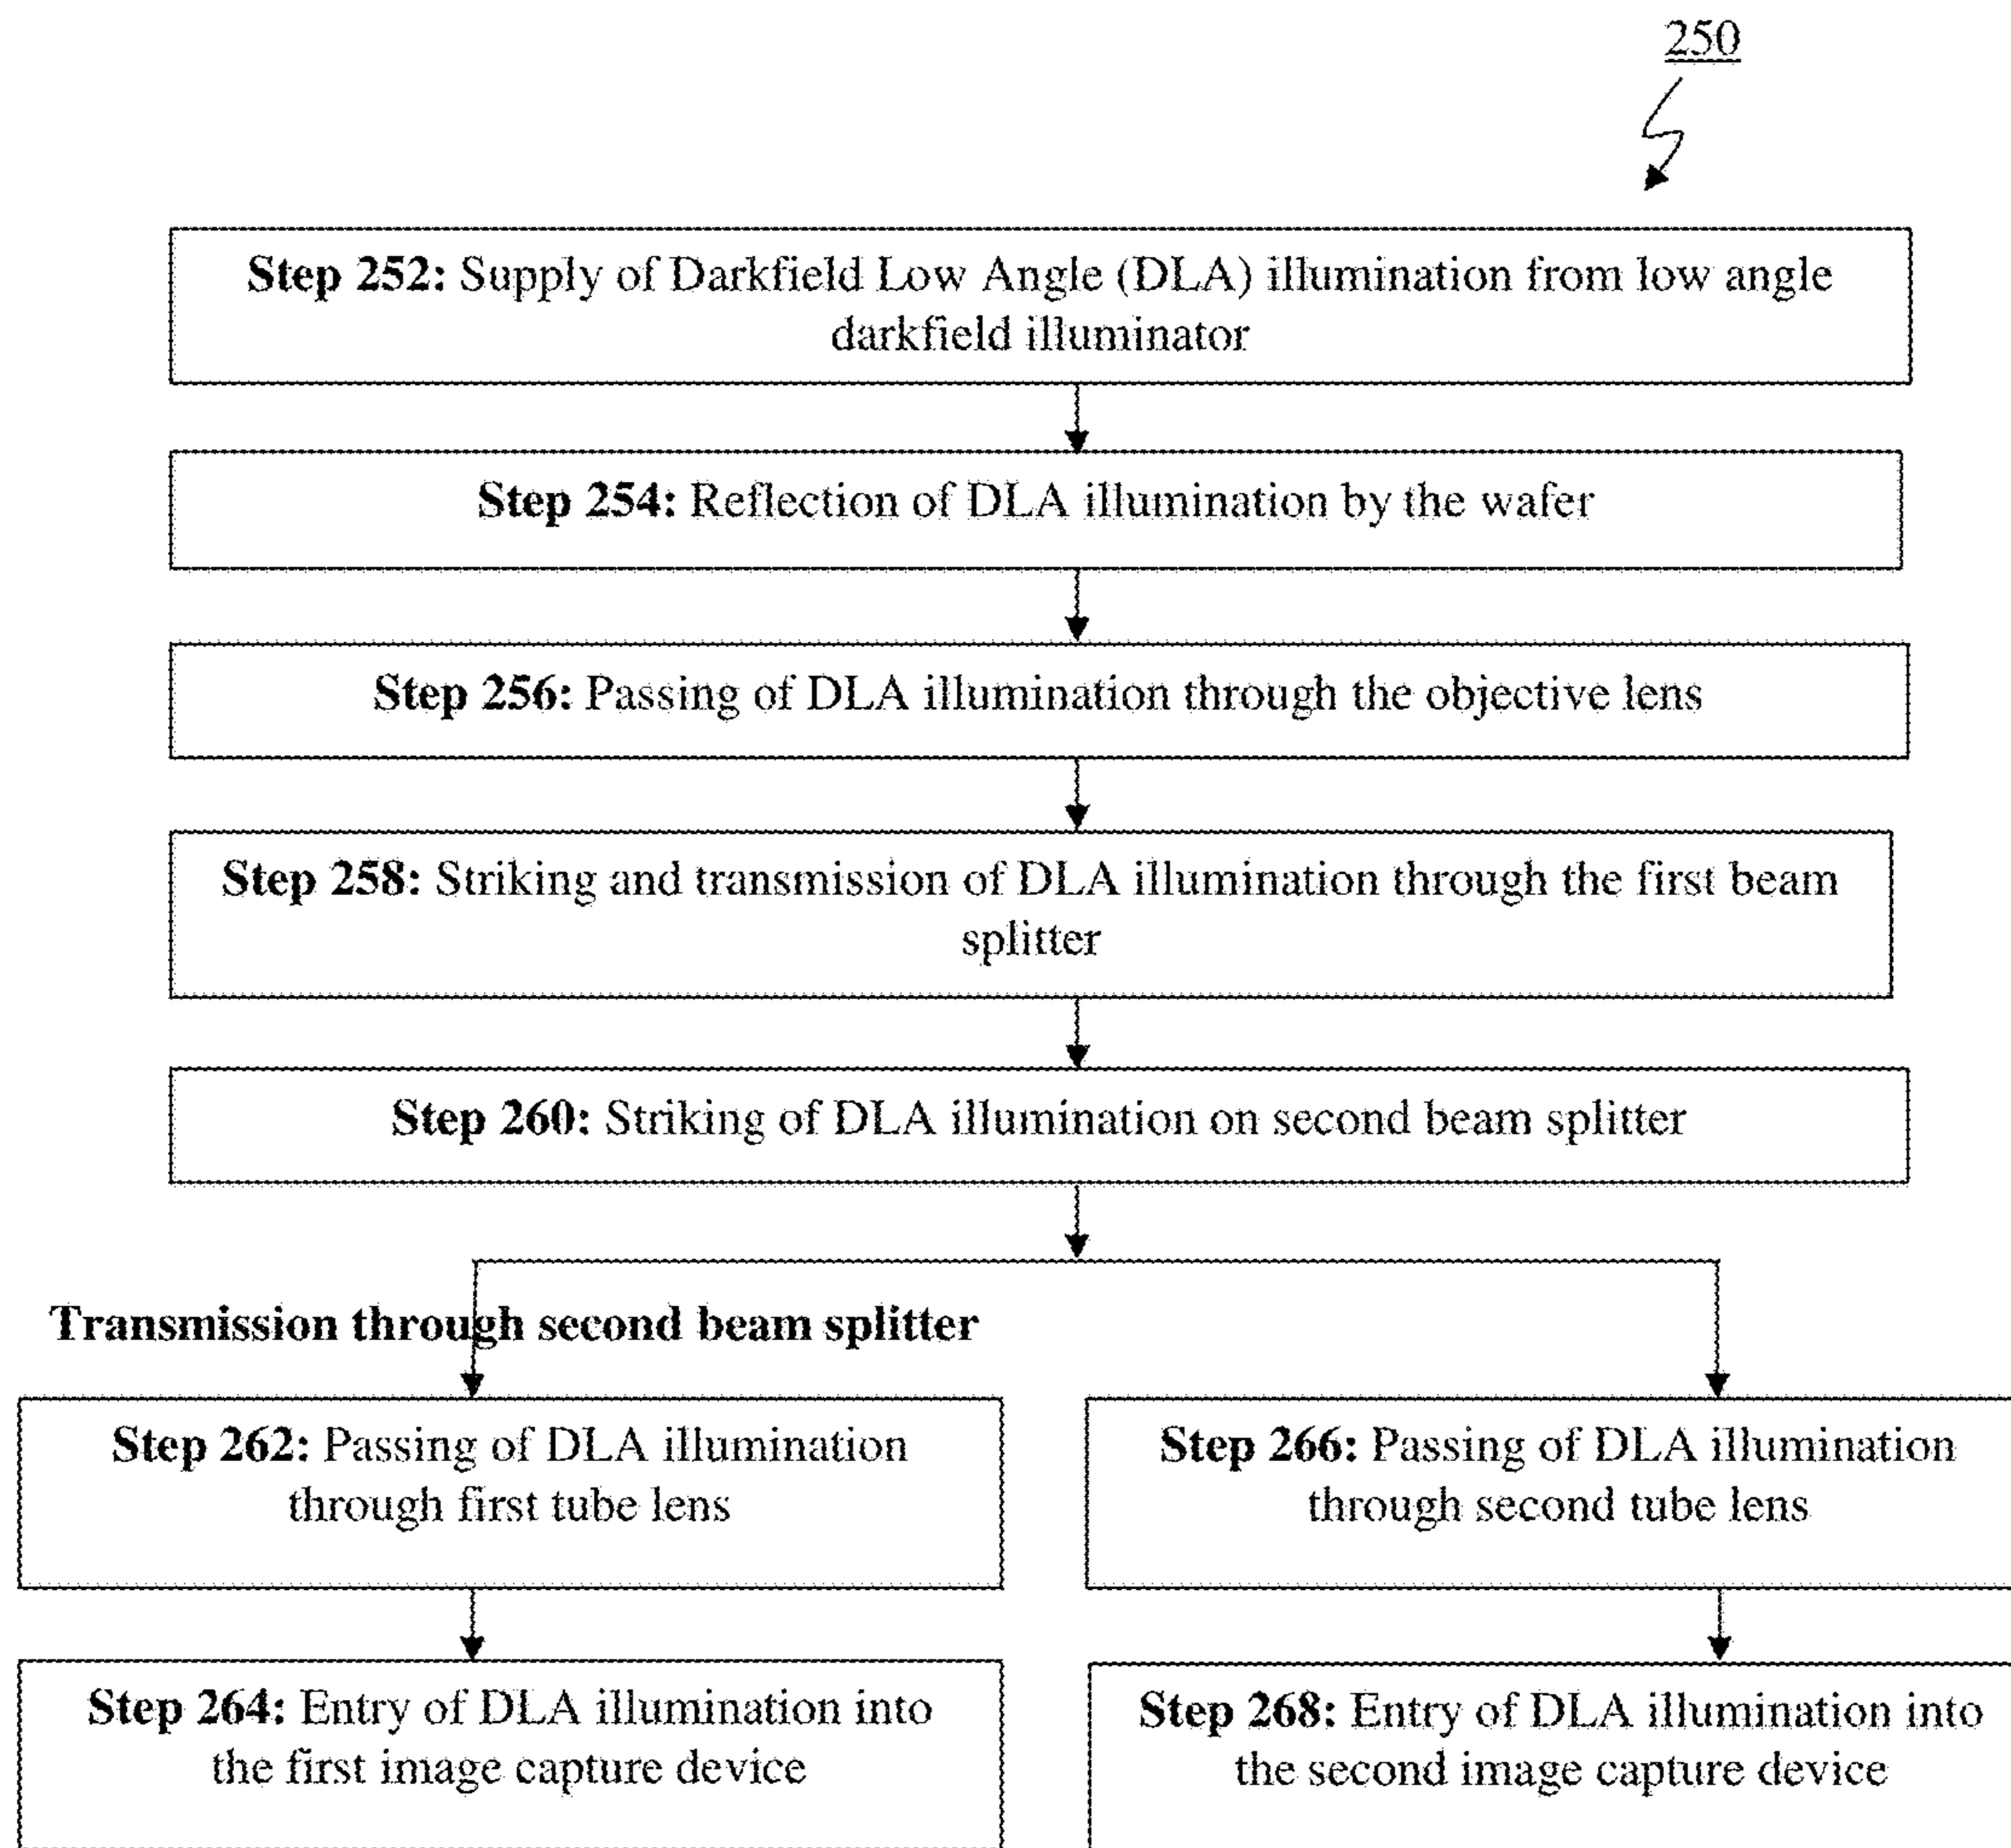 250
Step 252: Supply of Darkfield Low Angle (DLA) illumination from low angle
darkfield illuminator
Step 254: Reflection of DLA illumination by the wafer
Step 256: Passing of DLA illumination through the objective lens
Step 258: Striking and transmission of DLA illumination through the first beam
splitter
Step 260: Striking of DLA illumination on second beam splitter
Transmission through second beam splitter
Step 262: Passing of DLA illumination
through first tube lens
Step 266: Passing of DLA illumination
through second tube lens
Step 264: Entry of DLA illumination into
the first image capture device
Step 268: Entry of DLA illumination into
the second image capture device